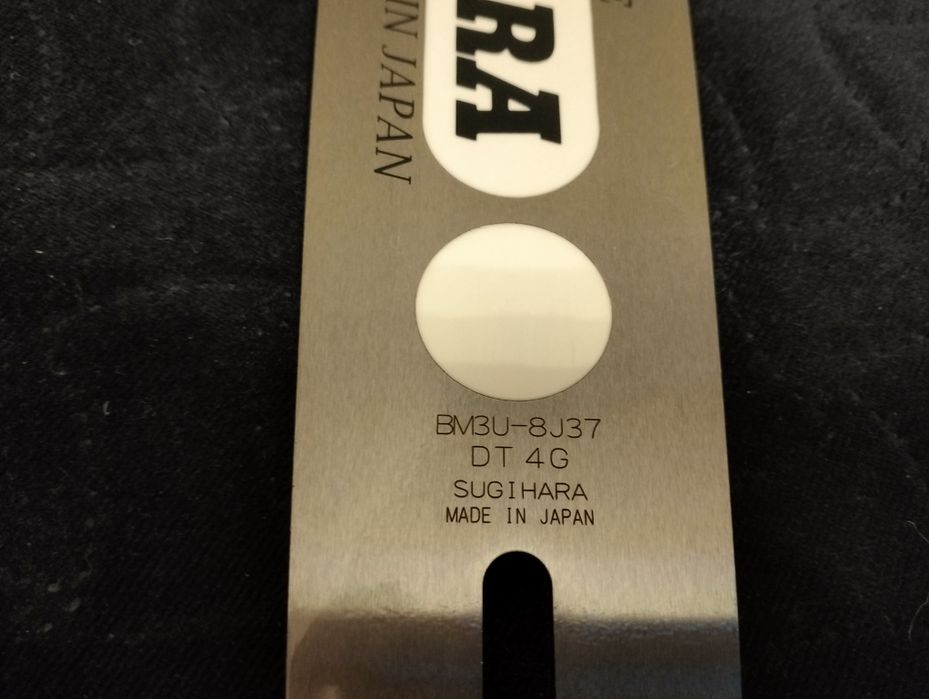 IN JAPAN
RA
BM3U-8J37
DT 4G
SUGIHARA
MADE IN JAPAN